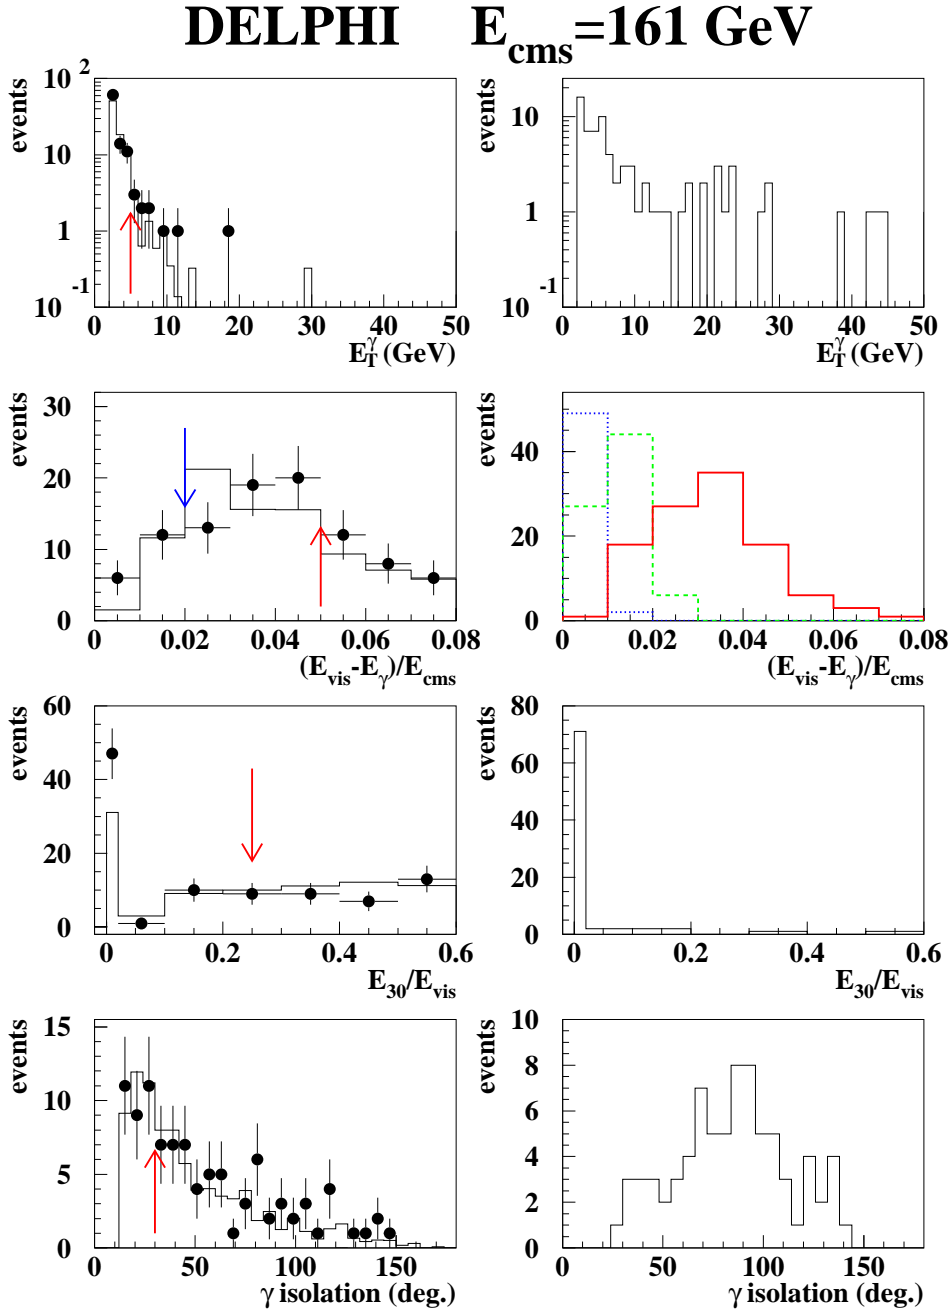 DELPHI E_cms=161 GeV
events
10^2
10
1
10^-1
0 10 20 30 40 50
E_T^γ (GeV)
events
10
1
10^-1
0 10 20 30 40 50
E_T^γ (GeV)
events
30
20
10
0
0 0.02 0.04 0.06 0.08
(E_vis-E_γ)/E_cms
events
40
20
0
0 0.02 0.04 0.06 0.08
(E_vis-E_γ)/E_cms
events
60
40
20
0
0 0.2 0.4 0.6
E_30/E_vis
events
80
60
40
20
0
0 0.2 0.4 0.6
E_30/E_vis
events
15
10
5
0
0 50 100 150
γ isolation (deg.)
events
10
8
6
4
2
0
0 50 100 150
γ isolation (deg.)